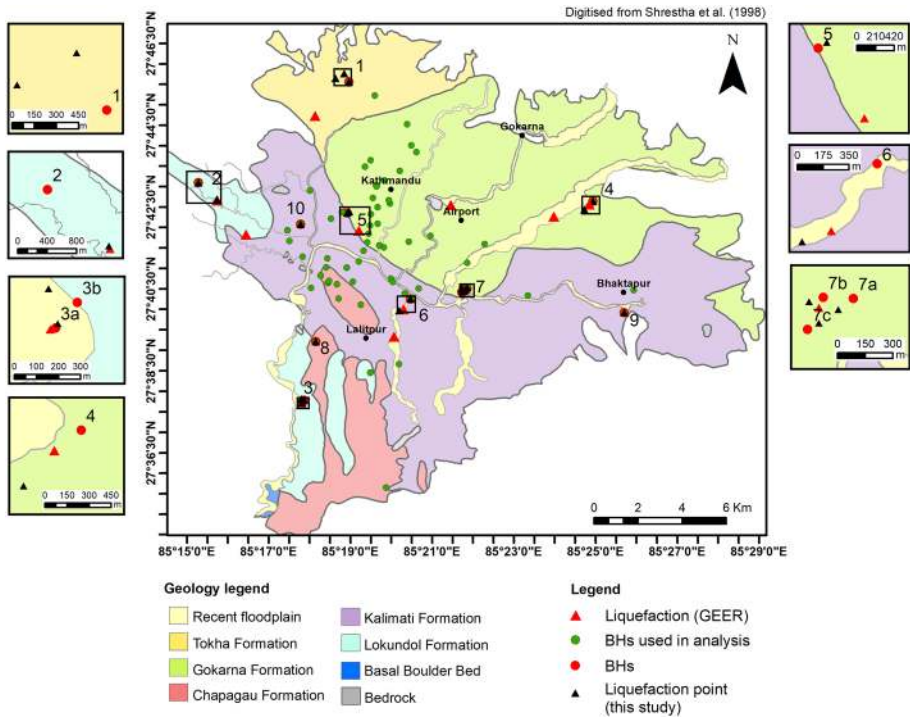 Digitised from Shrestha et al. (1998)
N
27°46'30"N
27°44'30"N
27°42'30"N
27°40'30"N
27°38'30"N
27°36'30"N
1
0 150 300 450 m
2
0 400 800 m
3b
3a
0 100 200 300 m
4
0 150 300 450 m
1
2
10
5
4
7
6
9
8
3
Gokarna
Kathmandu
Airport
Bhaktapur
Lalitpur
0 2 4 6 Km
5
0 210420 m
6
0 175 350 m
7b
7a
7c
0 150 300 m
85°15'0"E 85°17'0"E 85°19'0"E 85°21'0"E 85°23'0"E 85°25'0"E 85°27'0"E 85°29'0"E
Geology legend
Recent floodplain
Tokha Formation
Gokarna Formation
Chapagau Formation
Kalimati Formation
Lokundol Formation
Basal Boulder Bed
Bedrock
Legend
Liquefaction (GEER)
BHs used in analysis
BHs
Liquefaction point
(this study)